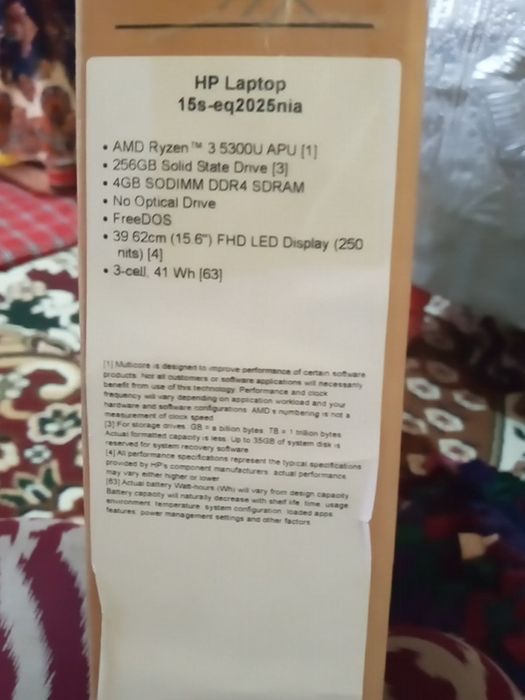 HP Laptop
15s-eq2025nia
• AMD Ryzen™ 3 5300U APU [1]
• 256GB Solid State Drive [3]
• 4GB SODIMM DDR4 SDRAM
• No Optical Drive
• FreeDOS
• 39 62cm (15.6") FHD LED Display (250
nits) [4]
• 3-cell, 41 Wh [63]
[1] Multicore is designed to improve performance of certain software
products. Not all customers or software applications will necessarily
benefit from use of this technology. Performance and clock
frequency will vary depending on application workload and your
hardware and software configurations. AMD's numbering is not a
measurement of clock speed
[3] For storage drives, GB = a billion bytes. TB = 1 trillion bytes.
Actual formatted capacity is less. Up to 35GB of system disk is
reserved for system recovery software
[4] All performance specifications represent the typical specifications
provided by HP's component manufacturers; actual performance
may vary either higher or lower
[63] Actual battery Watt-hours (Wh) will vary from design capacity.
Battery capacity will naturally decrease with shelf life, time, usage,
environment, temperature, system configuration, loaded apps,
features, power management settings and other factors